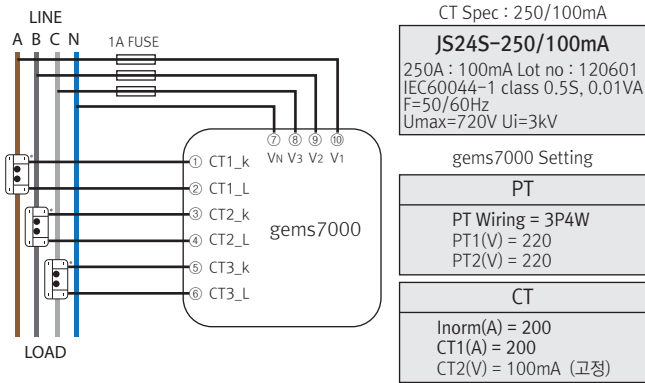 LINE
A B C N
1A FUSE
⑦ ⑧ ⑨ ⑩
VN V3 V2 V1
① CT1_k
② CT1_L
③ CT2_k
④ CT2_L
⑤ CT3_k
⑥ CT3_L
gems7000
LOAD
CT Spec : 250/100mA
JS24S-250/100mA
250A : 100mA Lot no : 120601
IEC60044-1 class 0.5S, 0.01VA
F=50/60Hz
Umax=720V Ui=3kV
gems7000 Setting
PT
PT Wiring = 3P4W
PT1(V) = 220
PT2(V) = 220
CT
Inorm(A) = 200
CT1(A) = 200
CT2(V) = 100mA (고정)